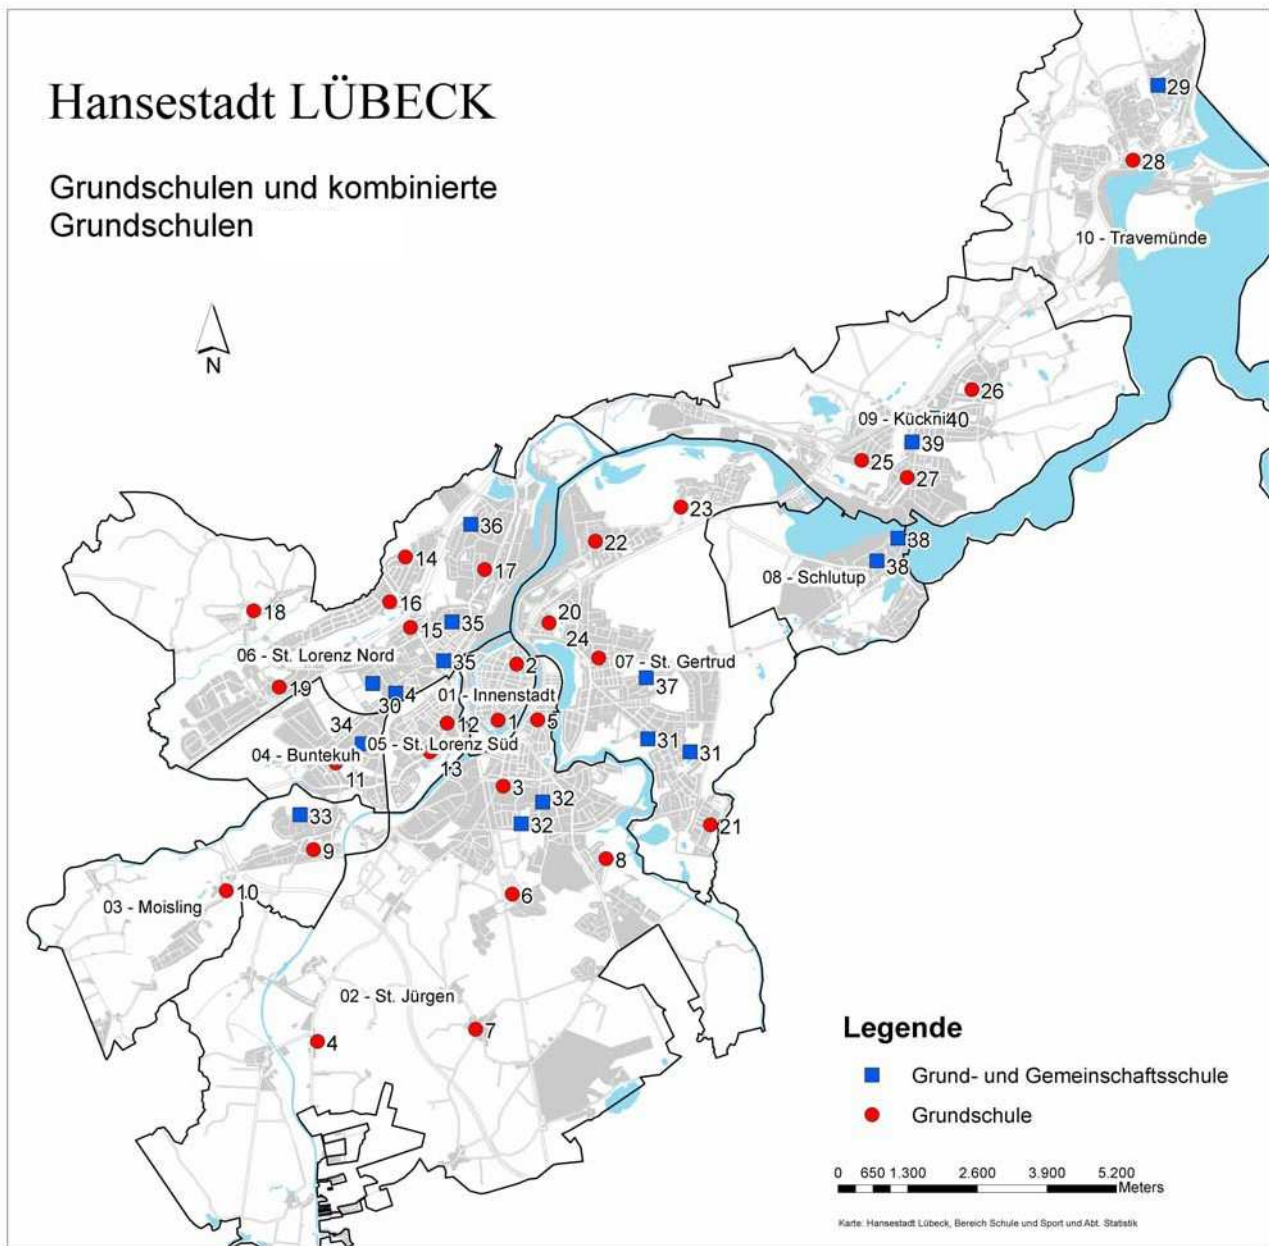 Hansestadt LÜBECK
Grundschulen und kombinierte
Grundschulen
N
29
28
10 - Travemünde
26
09 - Kückni
40
39
25
27
23
36
22
38
14
17
38
08 - Schlutup
16
18
20
35
15
24
06 - St. Lorenz Nord
35
2
07 - St. Gertrud
37
19
4
01 - Innenstadt
30
34
12
1
5
31
05 - St. Lorenz Süd
31
04 - Buntekuh
13
11
3
32
33
32
21
9
8
10
6
03 - Moisling
02 - St. Jürgen
7
4
Legende
Grund- und Gemeinschaftsschule
Grundschule
0 650 1.300 2.600 3.900 5.200
Meters
Karte: Hansestadt Lübeck, Bereich Schule und Sport und Abt. Statistik